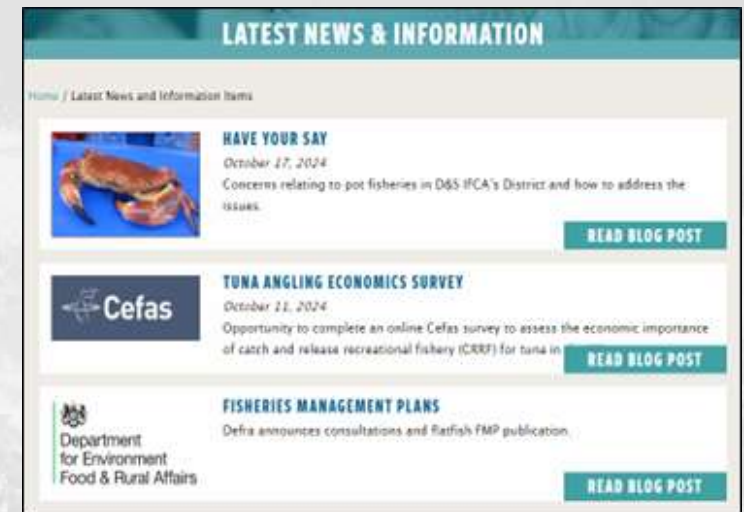 LATEST NEWS & INFORMATION
Home / Latest News and Information Items
HAVE YOUR SAY
October 17, 2024
Concerns relating to pot fisheries in D&S IFCA's District and how to address the
issues.
READ BLOG POST
Cefas
TUNA ANGLING ECONOMICS SURVEY
October 11, 2024
Opportunity to complete an online Cefas survey to assess the economic importance
of catch and release recreational fishery (CRRF) for tuna in
READ BLOG POST
Department
for Environment
Food & Rural Affairs
FISHERIES MANAGEMENT PLANS
Defra announces consultations and flatfish FMP publication.
READ BLOG POST